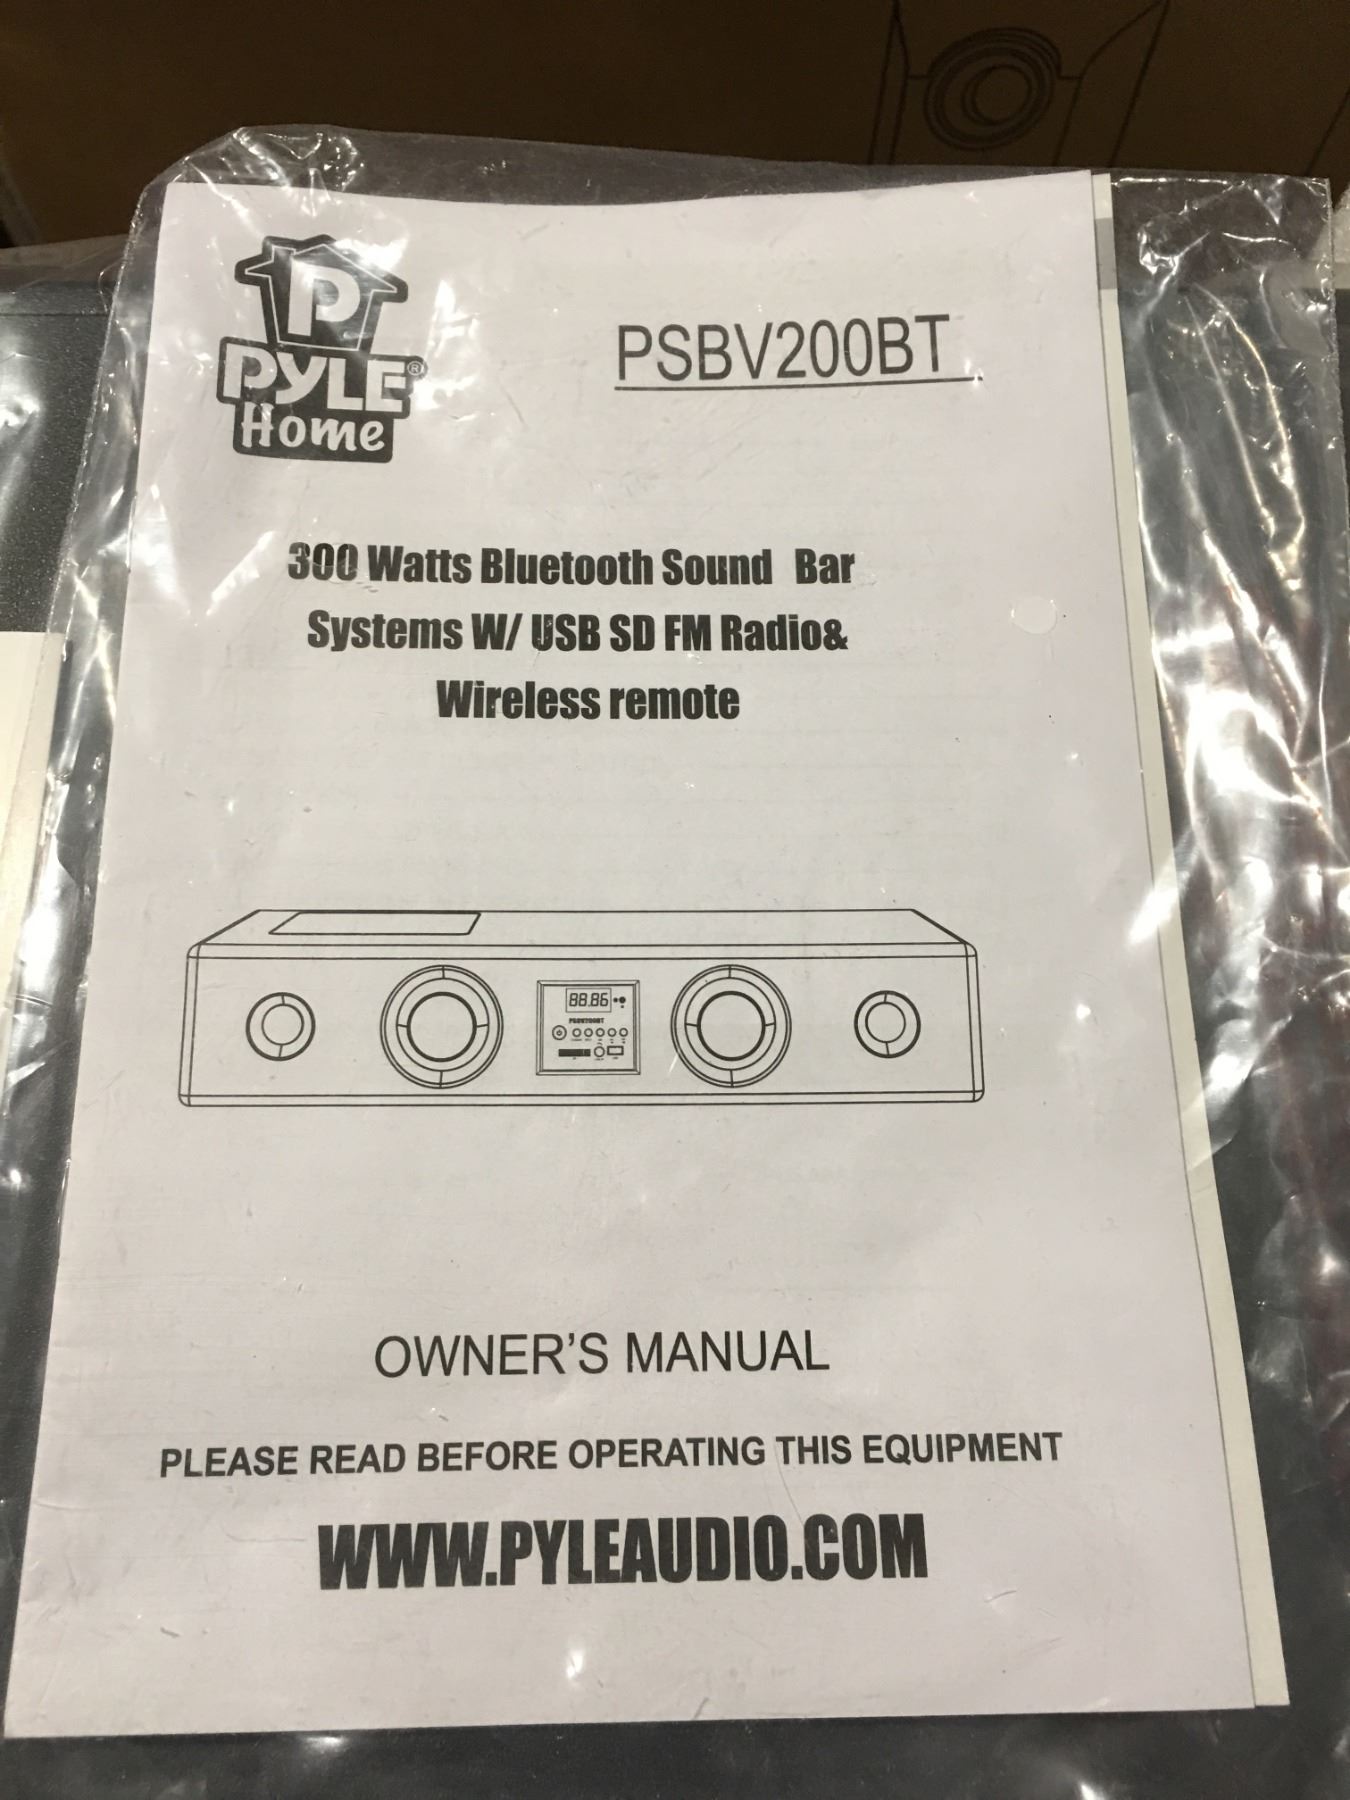 P
PYLE®
Home
PSBV200BT
300 Watts Bluetooth Sound Bar
Systems W/ USB SD FM Radio&
Wireless remote
88.86
PSBV200BT
OWNER'S MANUAL
PLEASE READ BEFORE OPERATING THIS EQUIPMENT
WWW.PYLEAUDIO.COM